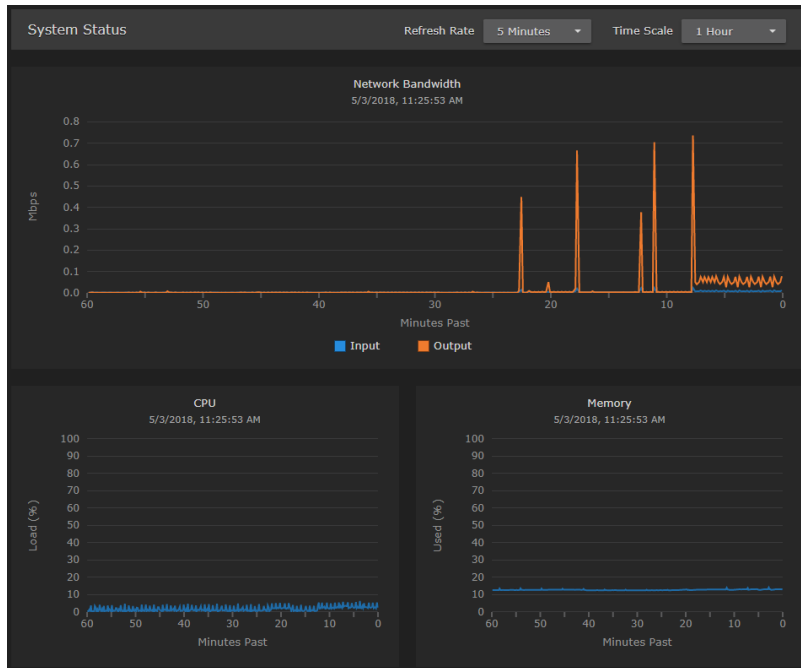 System Status Refresh Rate 5 Minutes Time Scale 1 Hour
Network Bandwidth
5/3/2018, 11:25:53 AM
0.8
0.7
0.6
0.5
0.4
0.3
0.2
0.1
0.0
Mbps
60 50 40 30 20 10 0
Minutes Past
Input Output
CPU
5/3/2018, 11:25:53 AM
100
90
80
70
60
50
40
30
20
10
0
Load (%)
60 50 40 30 20 10 0
Minutes Past
Memory
5/3/2018, 11:25:53 AM
100
90
80
70
60
50
40
30
20
10
0
Used (%)
60 50 40 30 20 10 0
Minutes Past